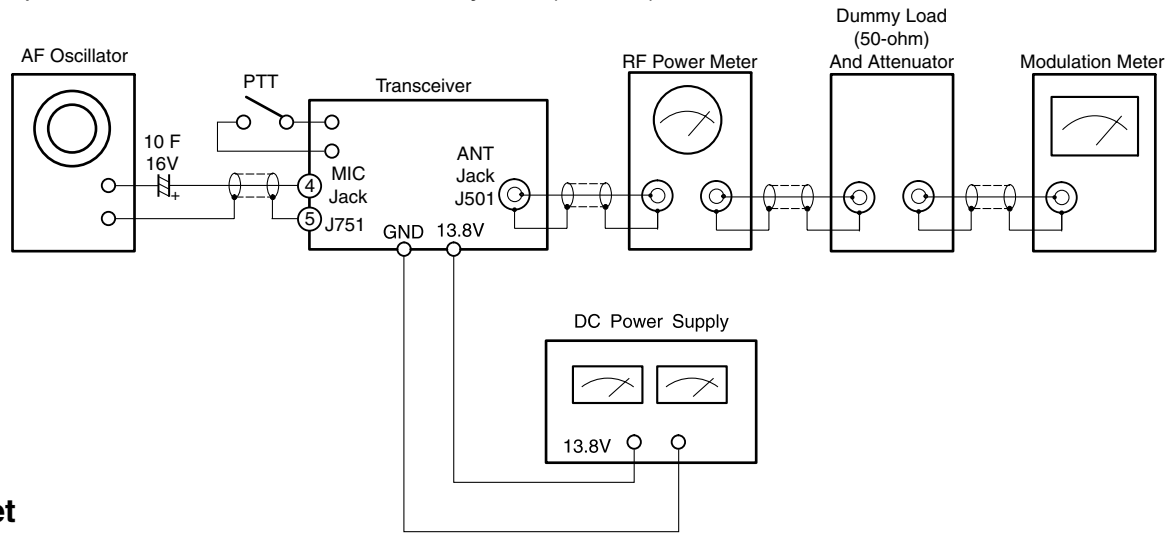 Dummy Load
(50-ohm)
And Attenuator
AF Oscillator
PTT
Transceiver
RF Power Meter
Modulation Meter
10 F
16V
+
MIC
Jack
4
5
J751
ANT
Jack
J501
GND 13.8V
DC Power Supply
13.8V
et